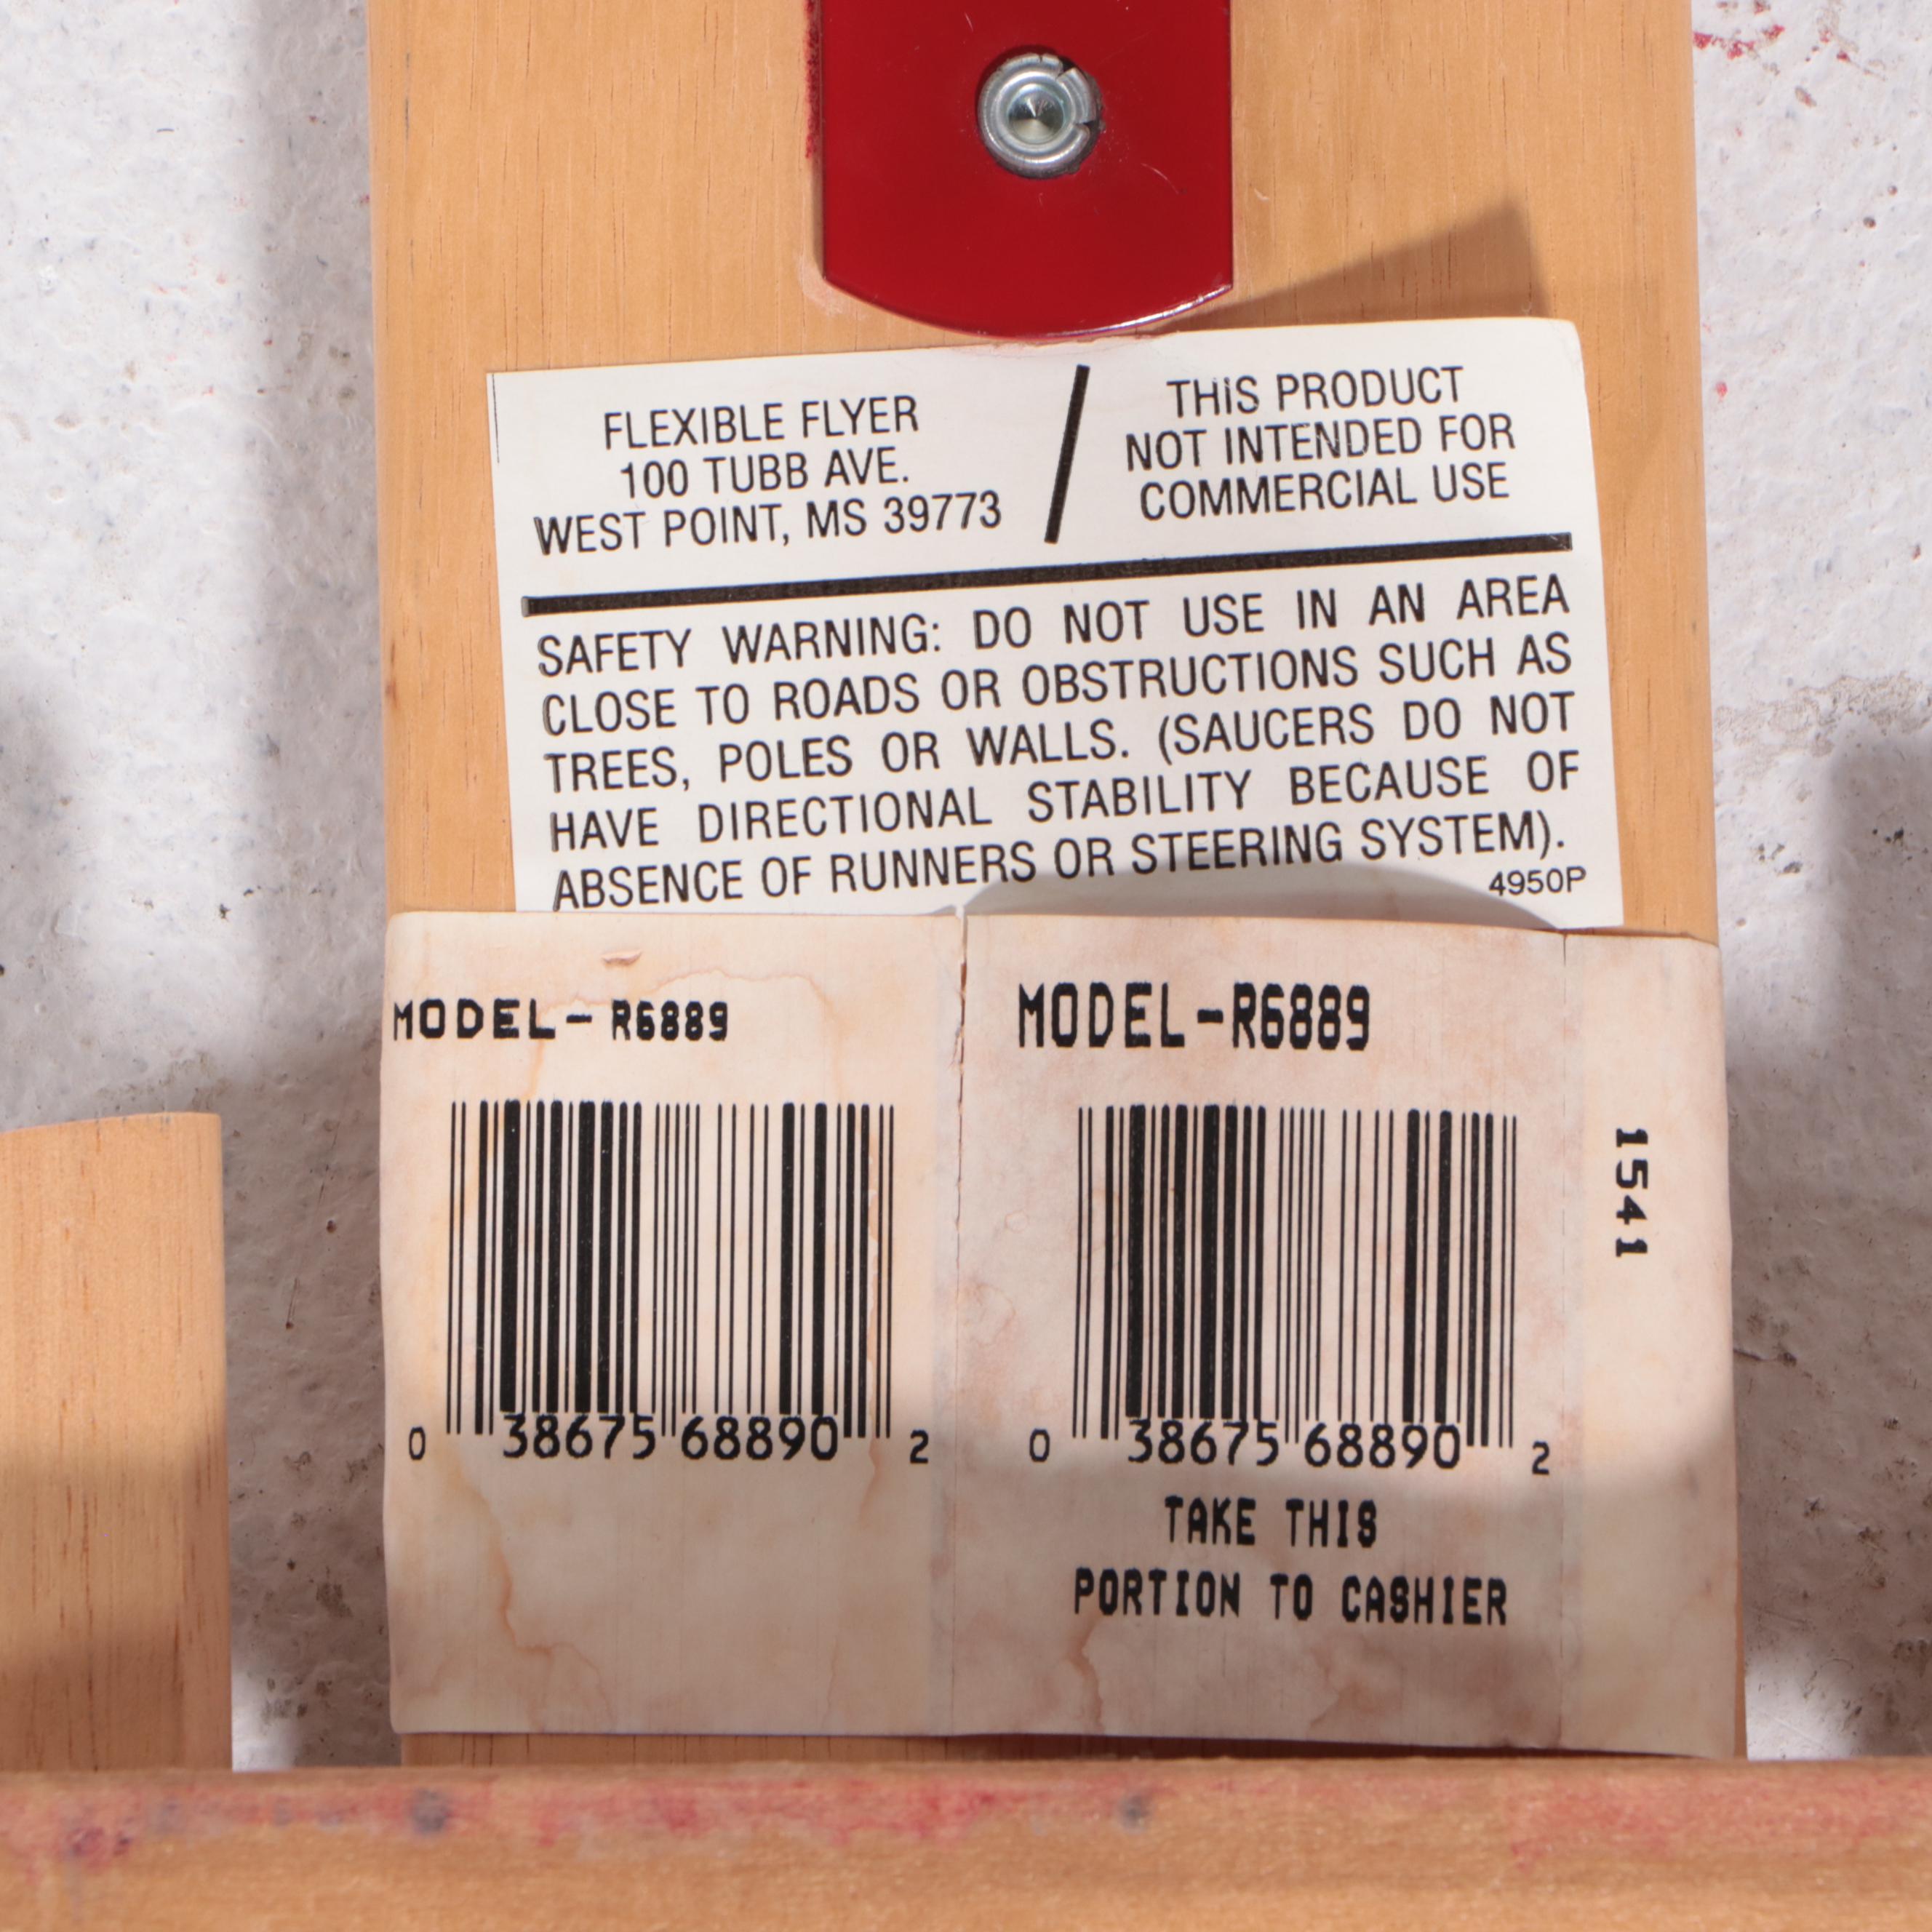 FLEXIBLE FLYER
100 TUBB AVE.
WEST POINT, MS 39773
THIS PRODUCT
NOT INTENDED FOR
COMMERCIAL USE
SAFETY WARNING: DO NOT USE IN AN AREA
CLOSE TO ROADS OR OBSTRUCTIONS SUCH AS
TREES, POLES OR WALLS. (SAUCERS DO NOT
HAVE DIRECTIONAL STABILITY BECAUSE OF
ABSENCE OF RUNNERS OR STEERING SYSTEM).
4950P
MODEL-R6889
0 38675 68890 2
MODEL-R6889
0 38675 68890 2
TAKE THIS
PORTION TO CASHIER
1541